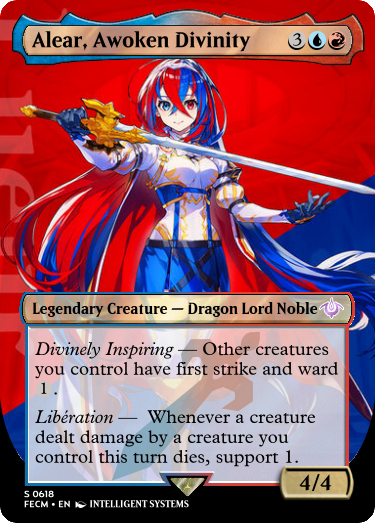 Alear, Awoken Divinity 3
Legendary Creature — Dragon Lord Noble
Divinely Inspiring — Other creatures
you control have first strike and ward
1 .
Libération — Whenever a creature
dealt damage by a creature you
control this turn dies, support 1.
4/4
S 0618
FECM • EN INTELLIGENT SYSTEMS